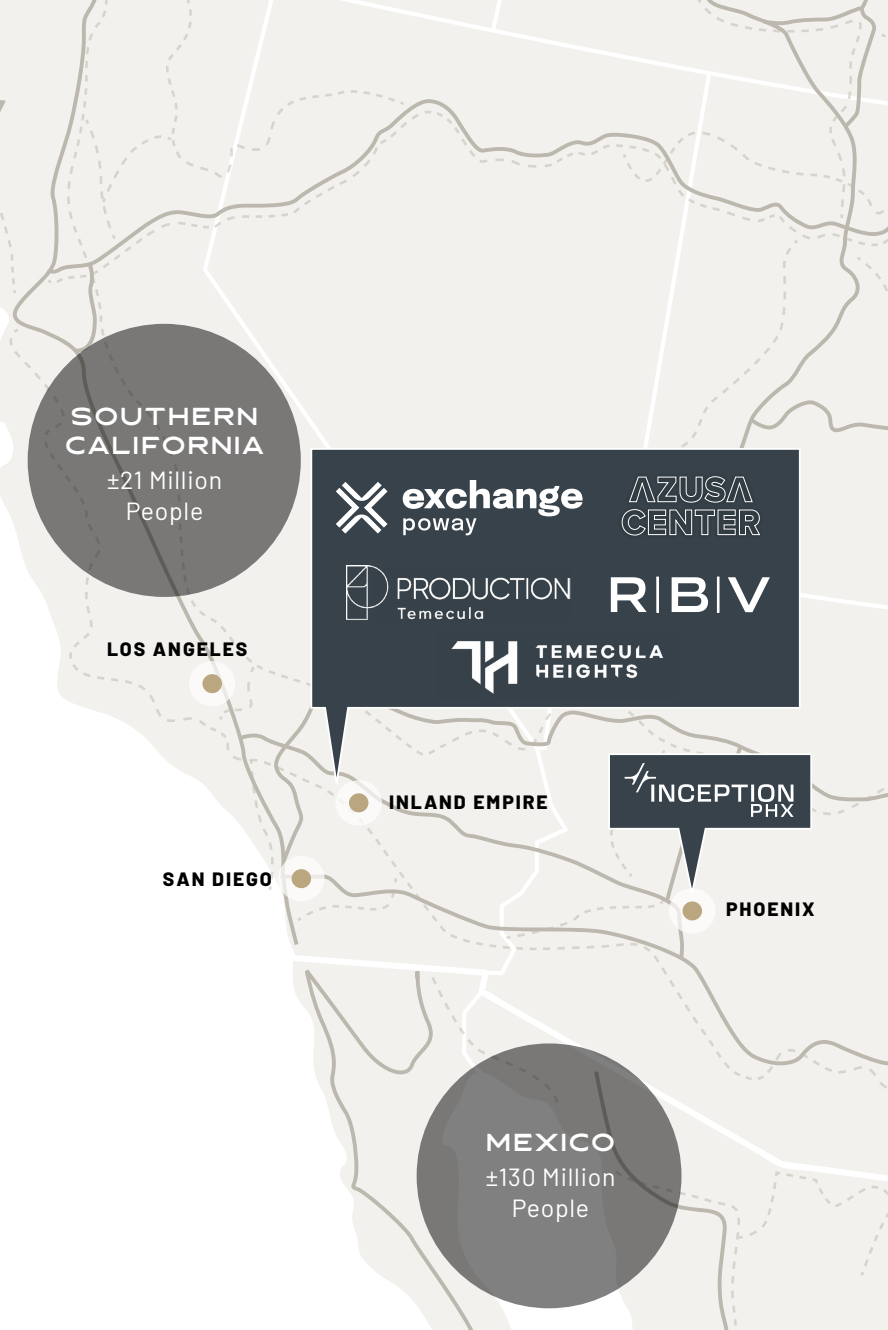 SOUTHERN
CALIFORNIA
±21 Million
People
exchange
poway
AZUSA
CENTER
PRODUCTION
Temecula
R|B|V
TEMECULA
HEIGHTS
LOS ANGELES
INCEPTION
PHX
INLAND EMPIRE
SAN DIEGO
PHOENIX
MEXICO
±130 Million
People